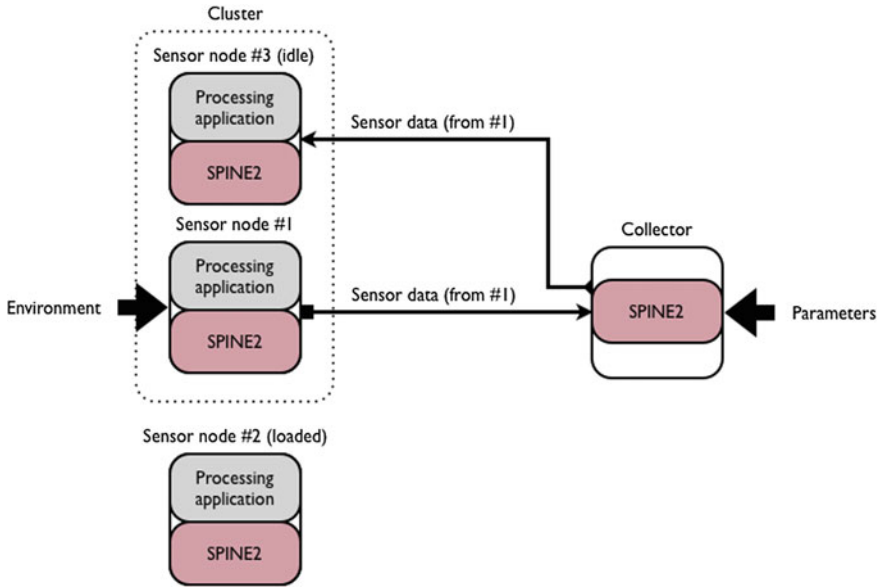 Cluster
Sensor node #3 (idle)
Processing
application
SPINE2
Sensor data (from #1)
Sensor node #1
Processing
application
SPINE2
Environment
Sensor data (from #1)
Collector
SPINE2
Parameters
Sensor node #2 (loaded)
Processing
application
SPINE2